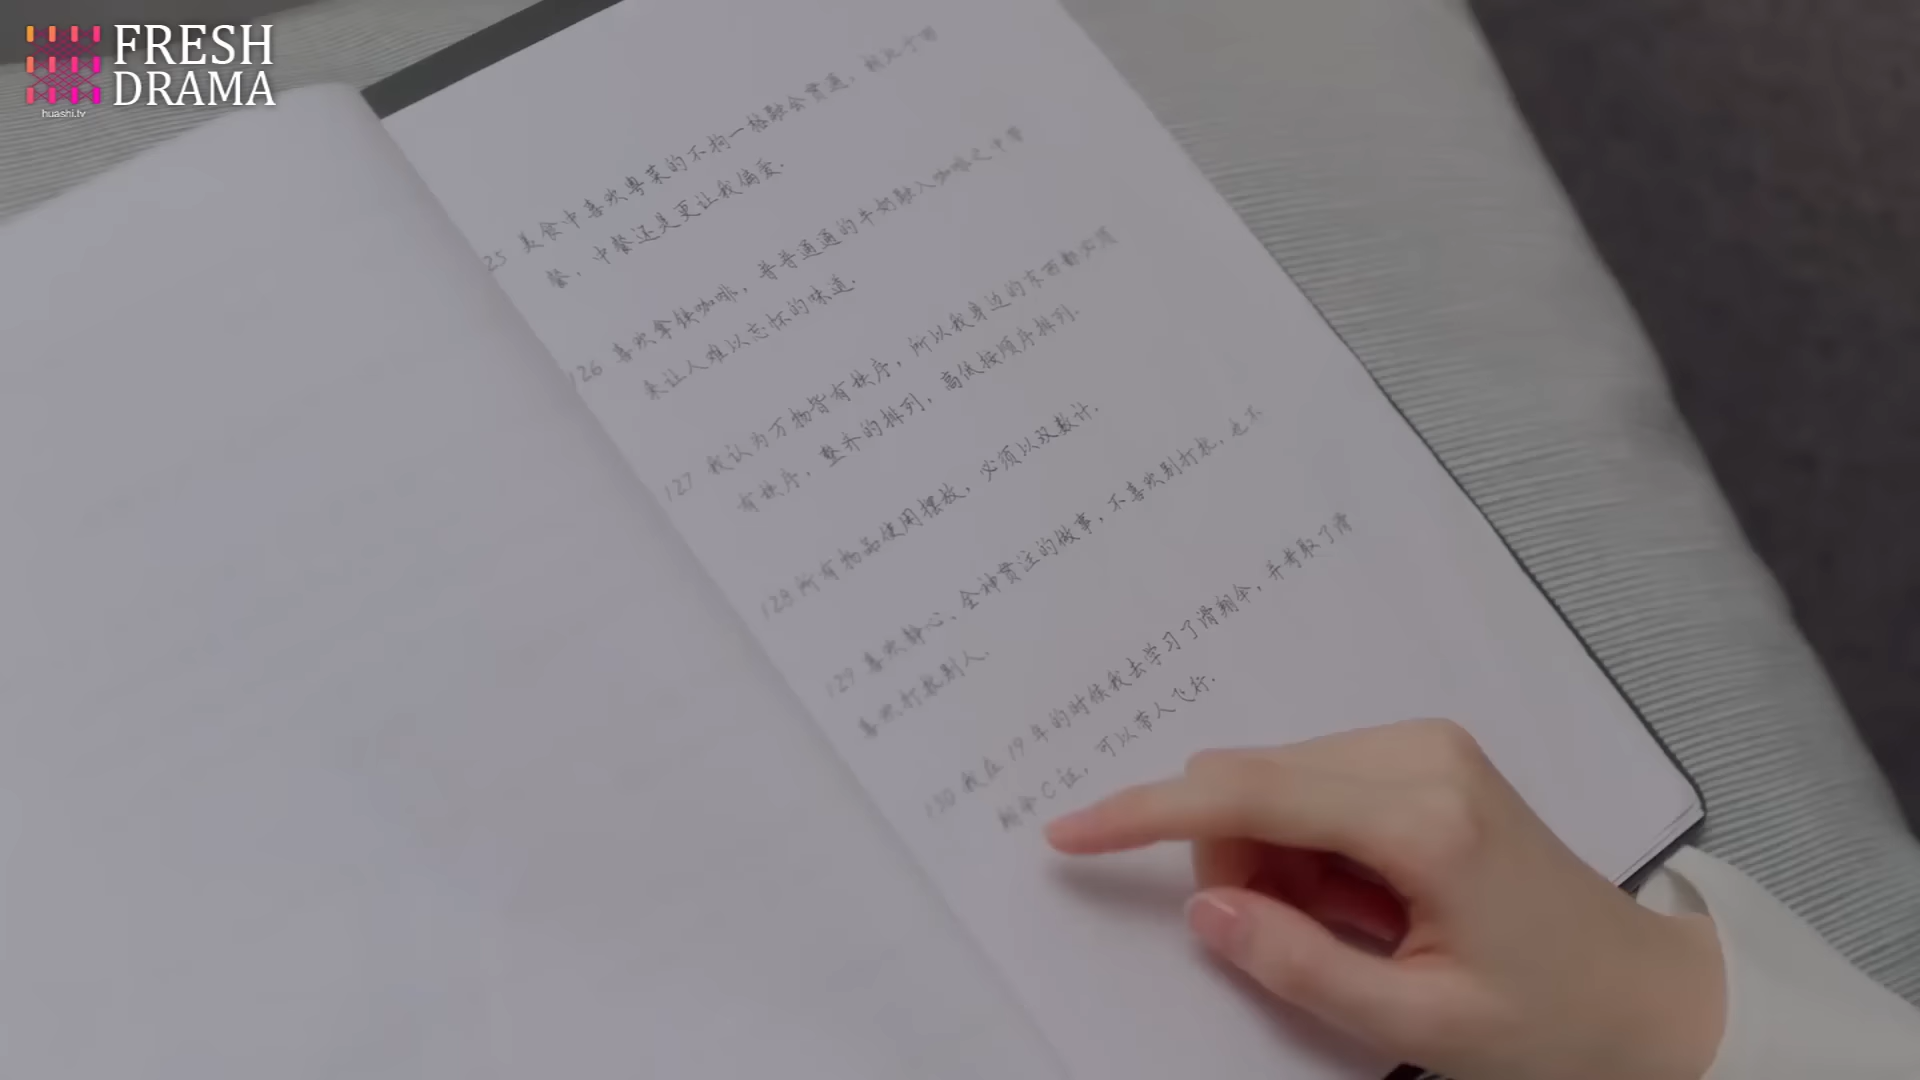 FRESH
DRAMA
huashi.tv
25 美食中喜欢粤菜的不拘一格融会贯通，
餐，中餐还是更让我偏爱.
126 喜欢拿铁咖啡，普普通通的牛奶融入咖啡之中带
来让人难以忘怀的味道.
127 我认为万物皆有秩序，所以我身边的东西都必须
有秩序，整齐的排列，高低按顺序排列.
128 所有物品使用摆放，必须以双数计.
129 喜欢静心、全神贯注的做事，不喜欢别打扰，也不
喜欢打扰别人.
130 我在19年的时候我去学习了滑翔伞，并考取了滑
翔伞C证，可以带人飞行.